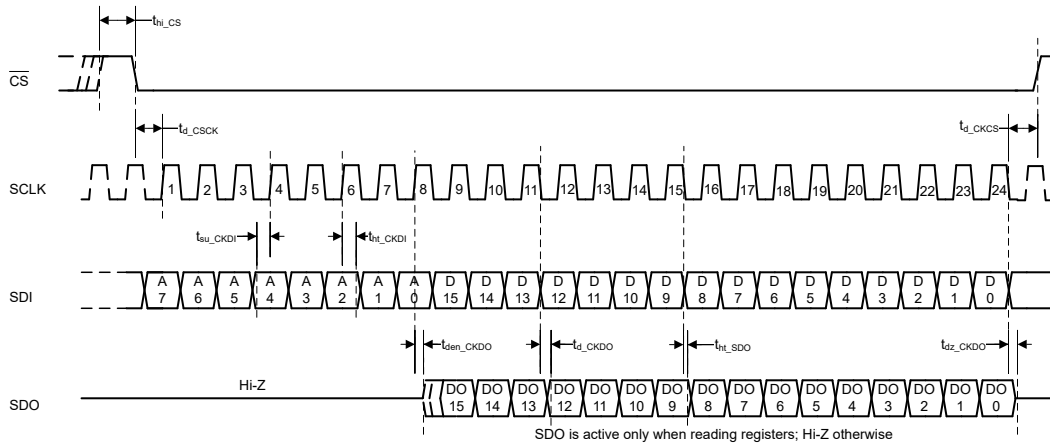 t_hi_CS
CS
t_d_CSCK
t_d_CKCS
SCLK
1 2 3 4 5 6 7 8 9 10 11 12 13 14 15 16 17 18 19 20 21 22 23 24
t_su_CKDI
t_ht_CKDI
SDI
A A A A A A A A D D D D D D D D D D D D D D D D
7 6 5 4 3 2 1 0 15 14 13 12 11 10 9 8 7 6 5 4 3 2 1 0
t_den_CKDO
t_d_CKDO
t_ht_SDO
t_dz_CKDO
Hi-Z
SDO
DO DO DO DO DO DO DO DO DO DO DO DO DO DO DO DO
15 14 13 12 11 10 9 8 7 6 5 4 3 2 1 0
SDO is active only when reading registers; Hi-Z otherwise